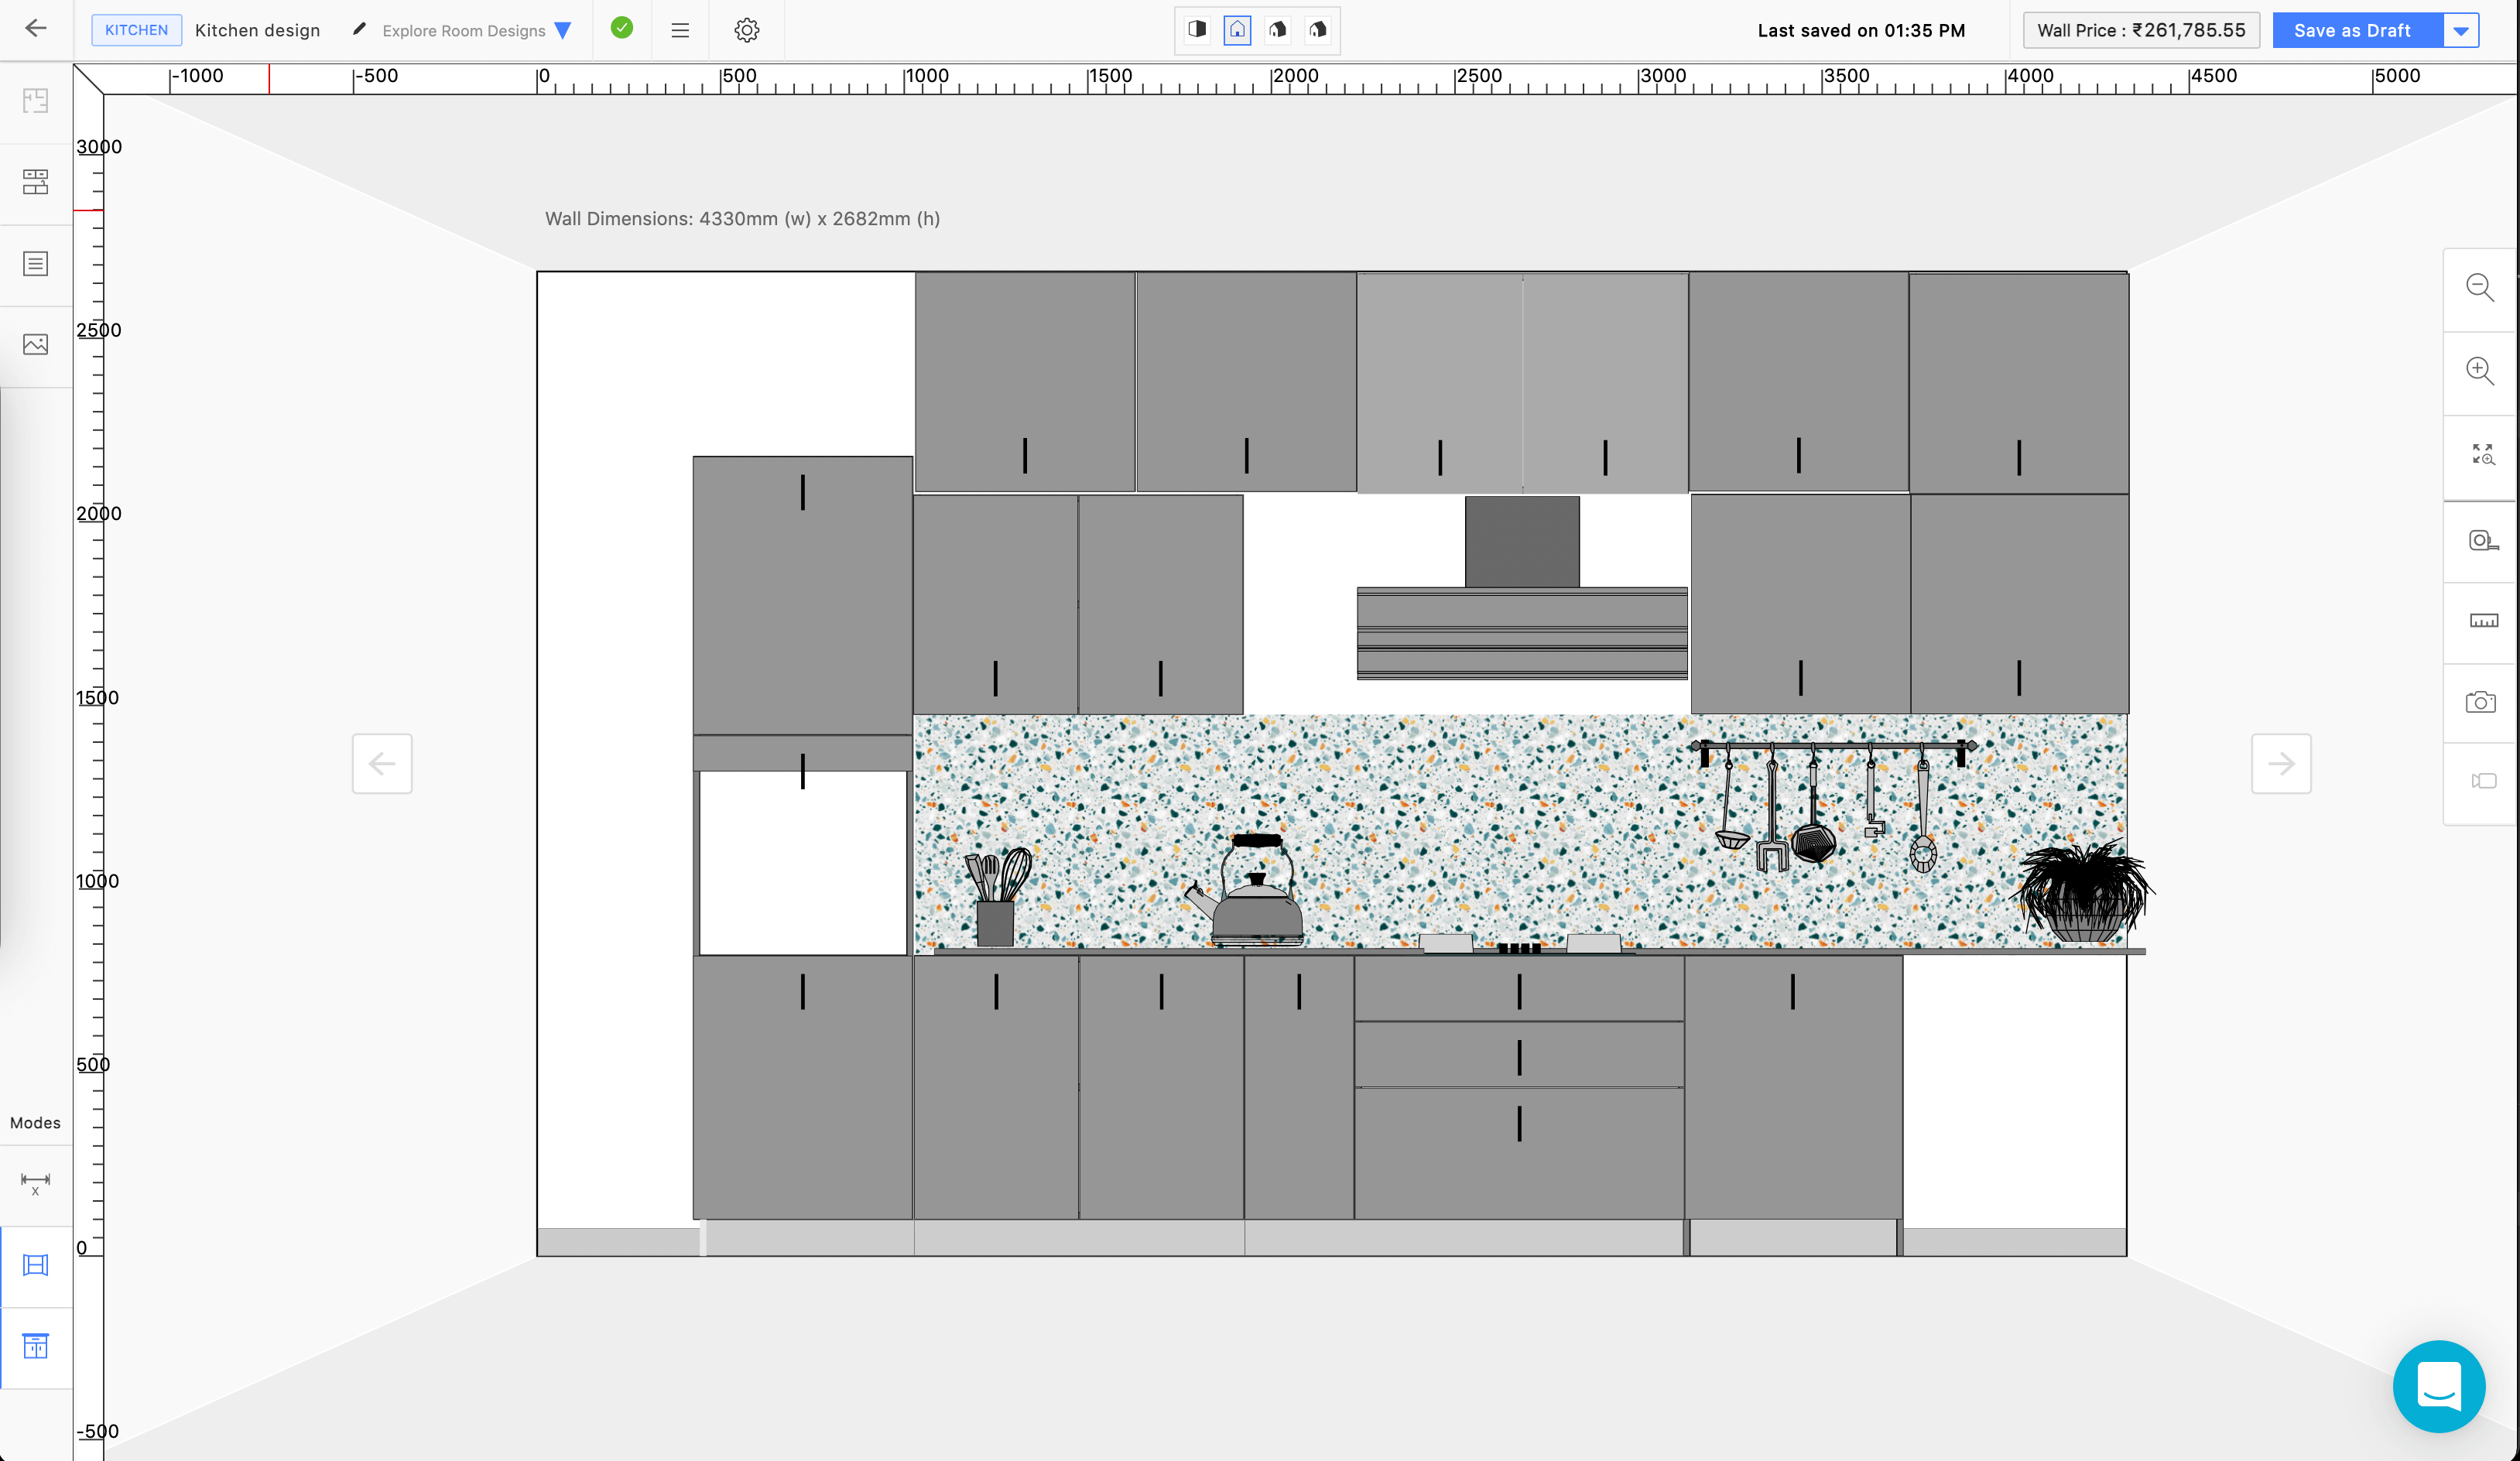 KITCHEN Kitchen design Explore Room Designs Last saved on 01:35 PM Wall Price : ₹261,785.55 Save as Draft
-1000 -500 0 500 1000 1500 2000 2500 3000 3500 4000 4500 5000
3000
Wall Dimensions: 4330mm (w) x 2682mm (h)
2500
2000
1500
1000
500
Modes
X
0
-500